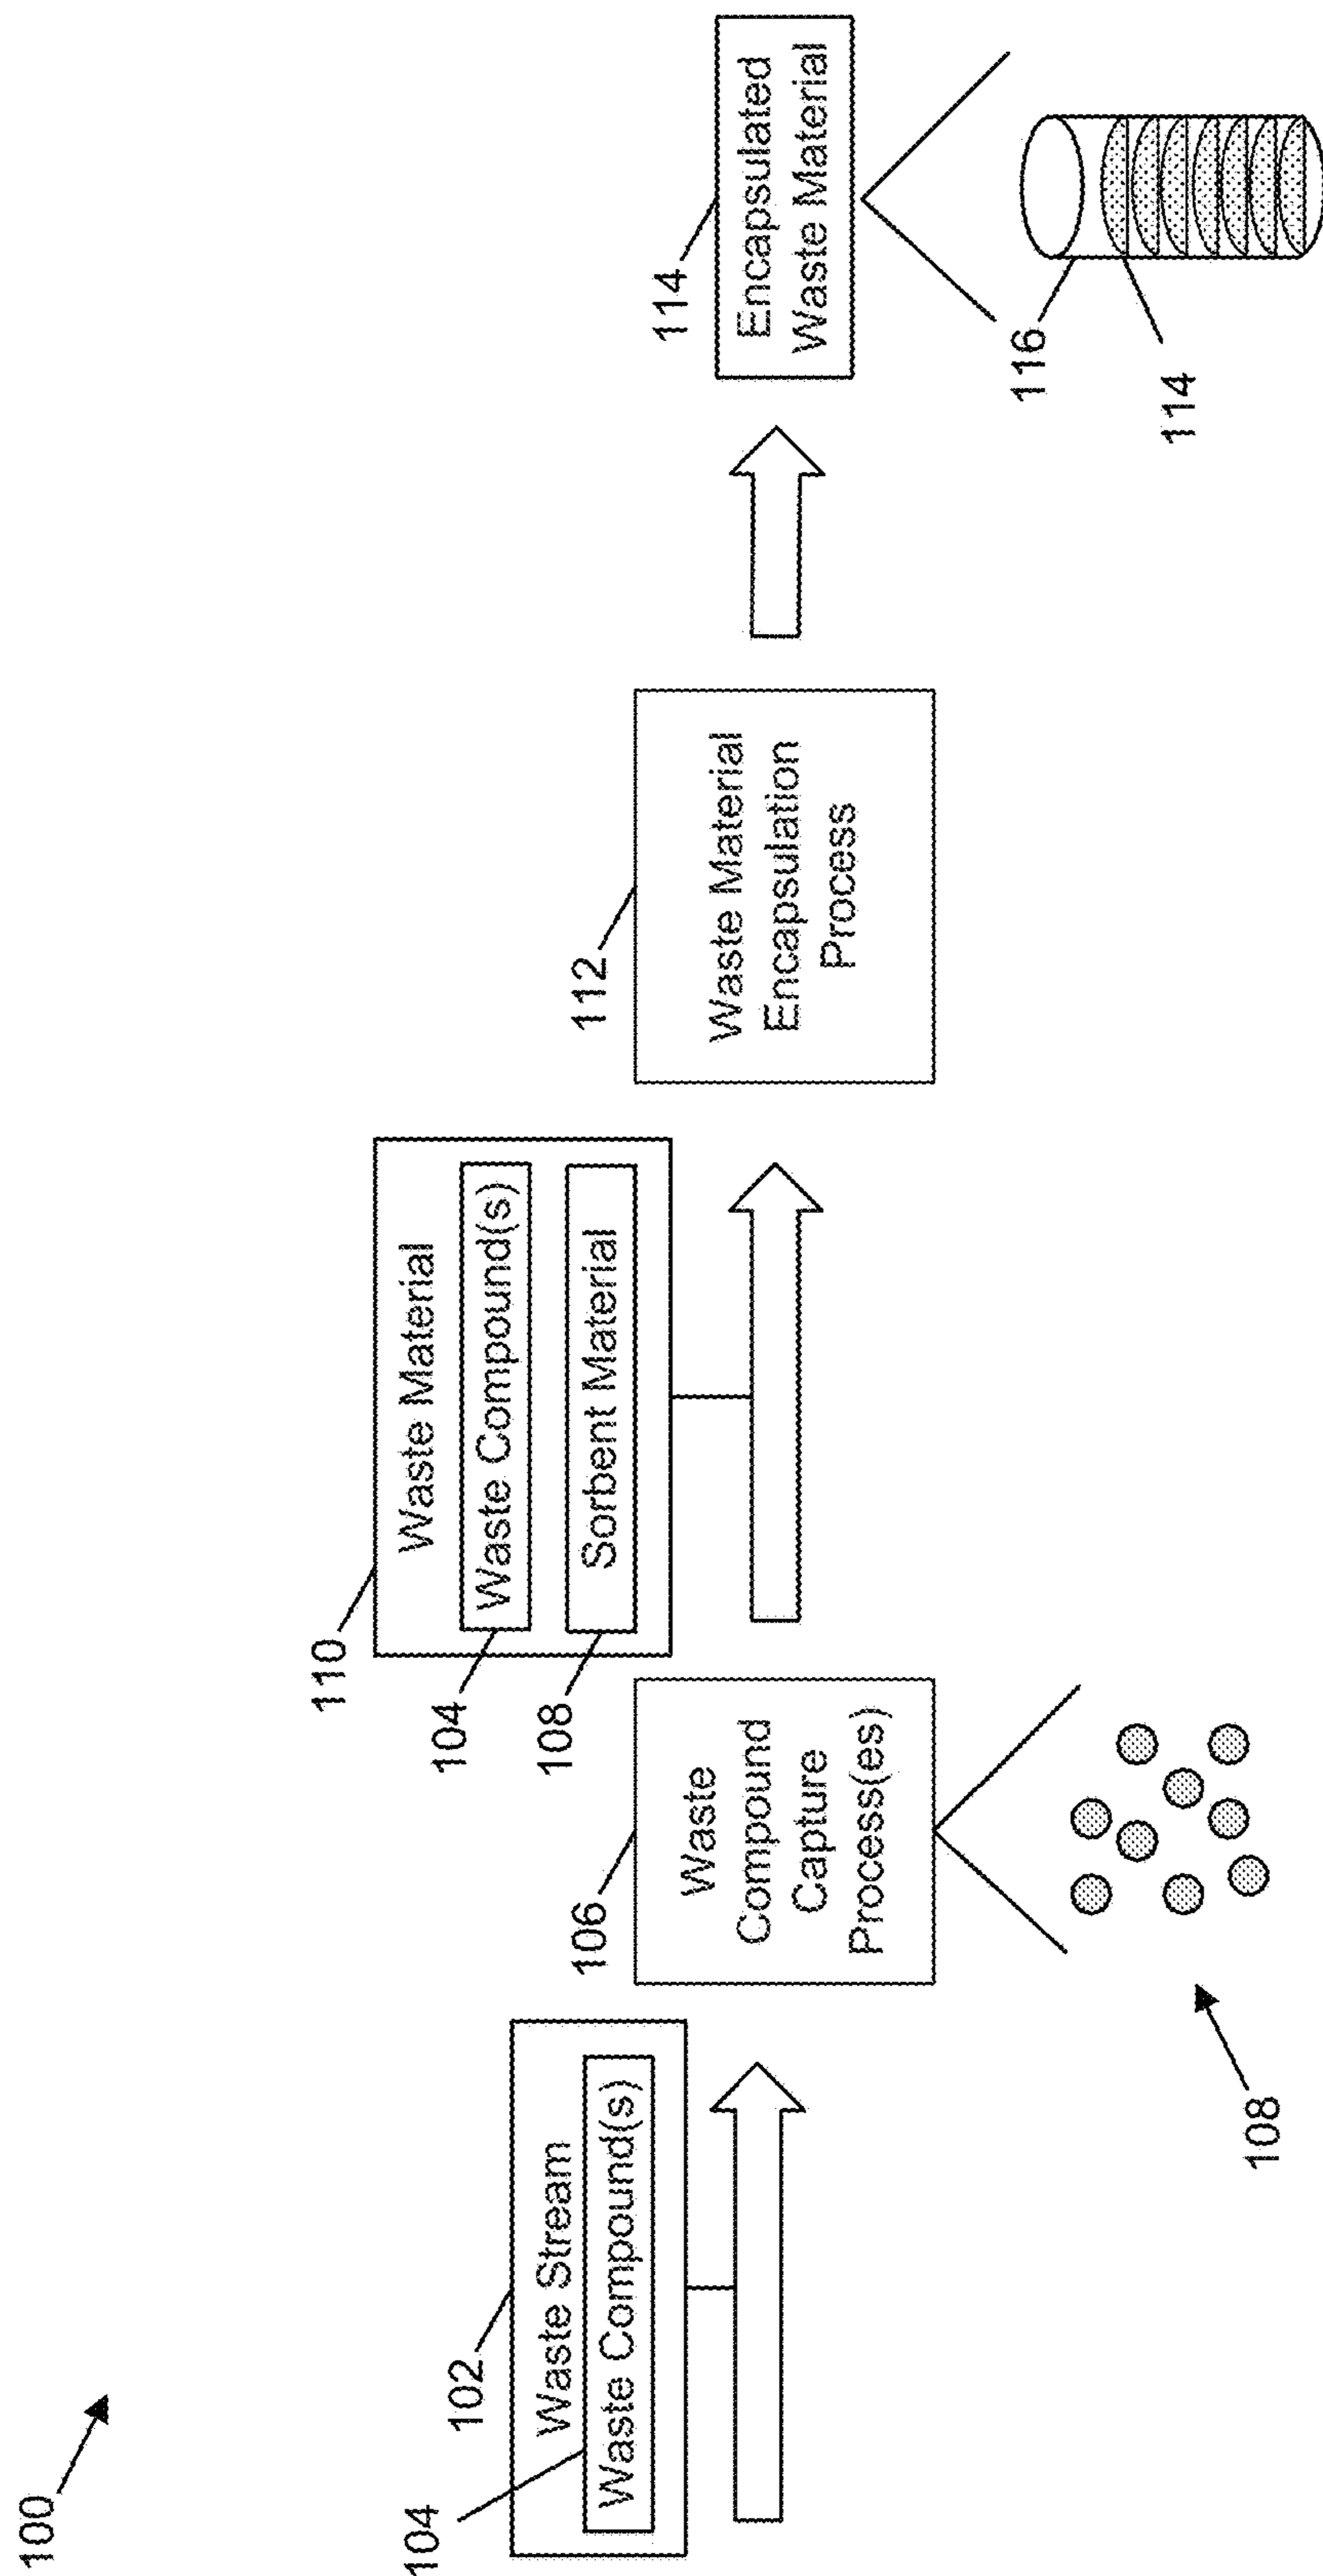 100
102
104
Waste Stream
Waste Compound(s)
106
Waste
Compound
Capture
Process(es)
108
110
Waste Material
104
Waste Compound(s)
108
Sorbent Material
112
Waste Material
Encapsulation
Process
114
Encapsulated
Waste Material
116
114